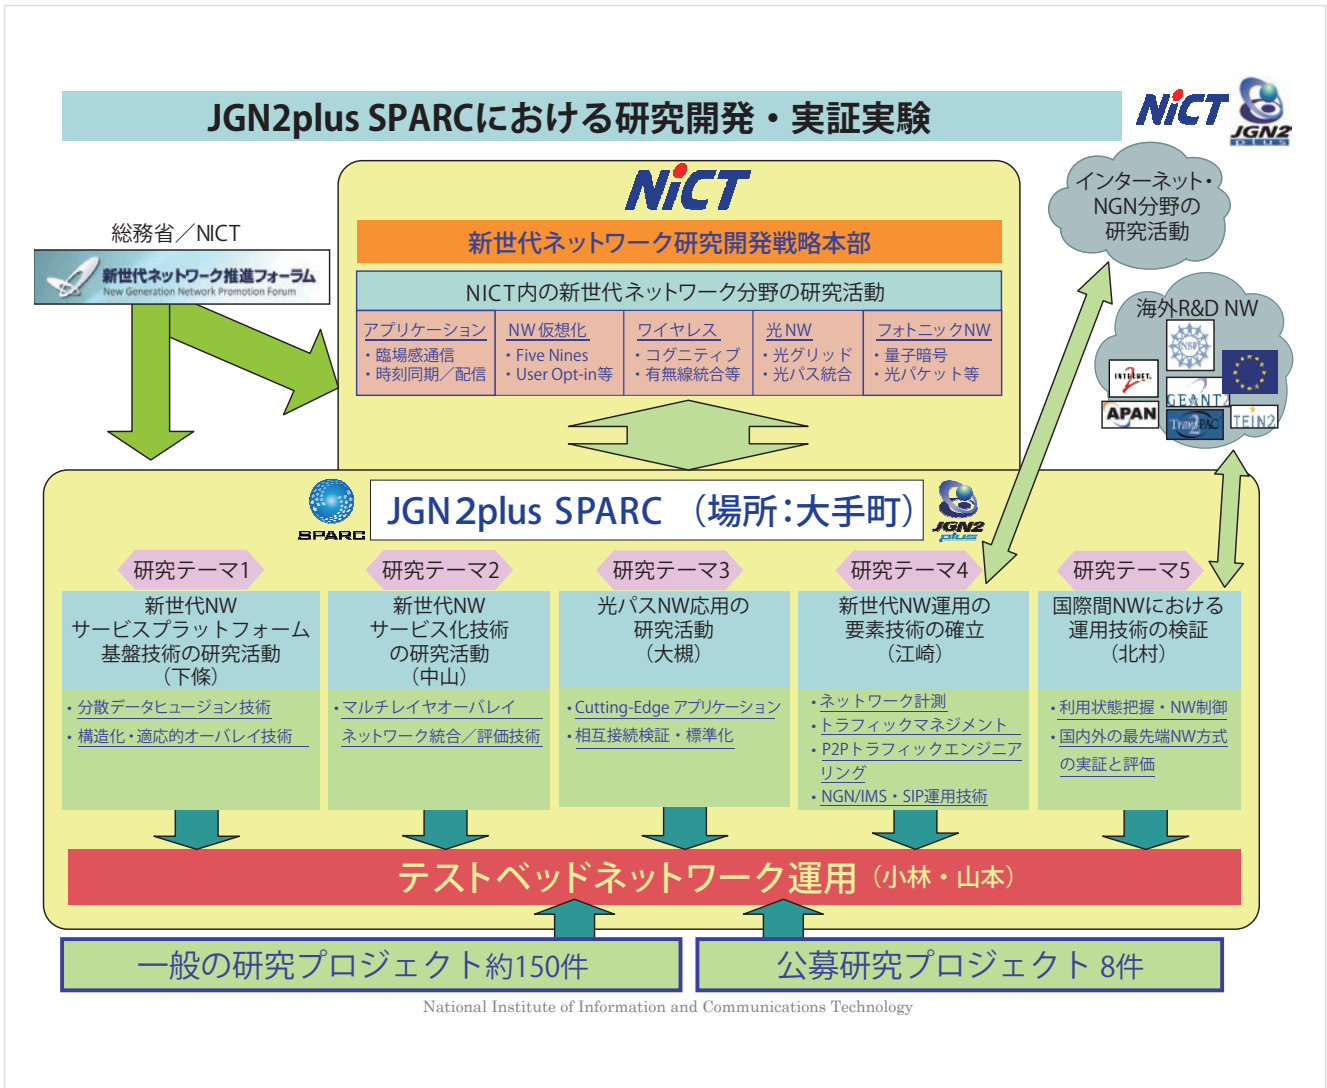 JGN2plus SPARCにおける研究開発・実証実験
NiCT
JGN2
plus
NiCT
新世代ネットワーク研究開発戦略本部
NICT内の新世代ネットワーク分野の研究活動
アプリケーション
・臨場感通信
・時刻同期／配信
NW 仮想化
・Five Nines
・User Opt-in等
ワイヤレス
・コグニティブ
・有無線統合等
光 NW
・光グリッド
・光パス統合
フォトニックNW
・量子暗号
・光パケット等
総務省／NICT
新世代ネットワーク推進フォーラム
New Generation Network Promotion Forum
インターネット・
NGN分野の
研究活動
海外R&D NW
NSF
INTERNET
2
GEANT2
APAN
TransPAC
2
TEIN2
SPARC
JGN2plus SPARC （場所：大手町）
JGN2
plus
研究テーマ1
新世代NW
サービスプラットフォーム
基盤技術の研究活動
（下條）
・分散データヒュージョン技術
・構造化・適応的オーバレイ技術
研究テーマ2
新世代NW
サービス化技術
の研究活動
（中山）
・マルチレイヤオーバレイ
ネットワーク統合／評価技術
研究テーマ3
光パスNW応用の
研究活動
（大槻）
・Cutting-Edge アプリケーション
・相互接続検証・標準化
研究テーマ4
新世代NW運用の
要素技術の確立
（江崎）
・ネットワーク計測
・トラフィックマネジメント
・P2Pトラフィックエンジニア
リング
・NGN/IMS・SIP運用技術
研究テーマ5
国際間NWにおける
運用技術の検証
（北村）
・利用状態把握・NW制御
・国内外の最先端NW方式
の実証と評価
テストベッドネットワーク運用（小林・山本）
一般の研究プロジェクト約150件
公募研究プロジェクト 8件
National Institute of Information and Communications Technology